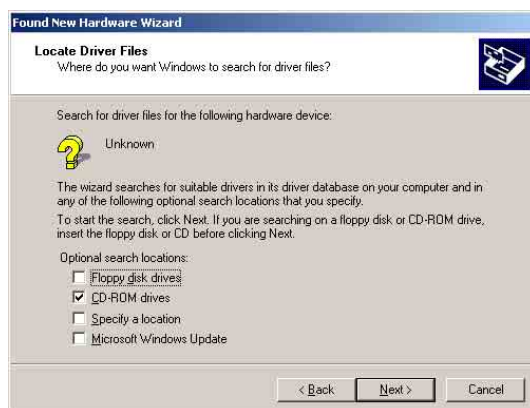 Found New Hardware Wizard
Locate Driver Files
Where do you want Windows to search for driver files?
Search for driver files for the following hardware device:
Unknown
The wizard searches for suitable drivers in its driver database on your computer and in
any of the following optional search locations that you specify.
To start the search, click Next. If you are searching on a floppy disk or CD-ROM drive,
insert the floppy disk or CD before clicking Next.
Optional search locations:
Floppy disk drives
CD-ROM drives
Specify a location
Microsoft Windows Update
< Back Next > Cancel